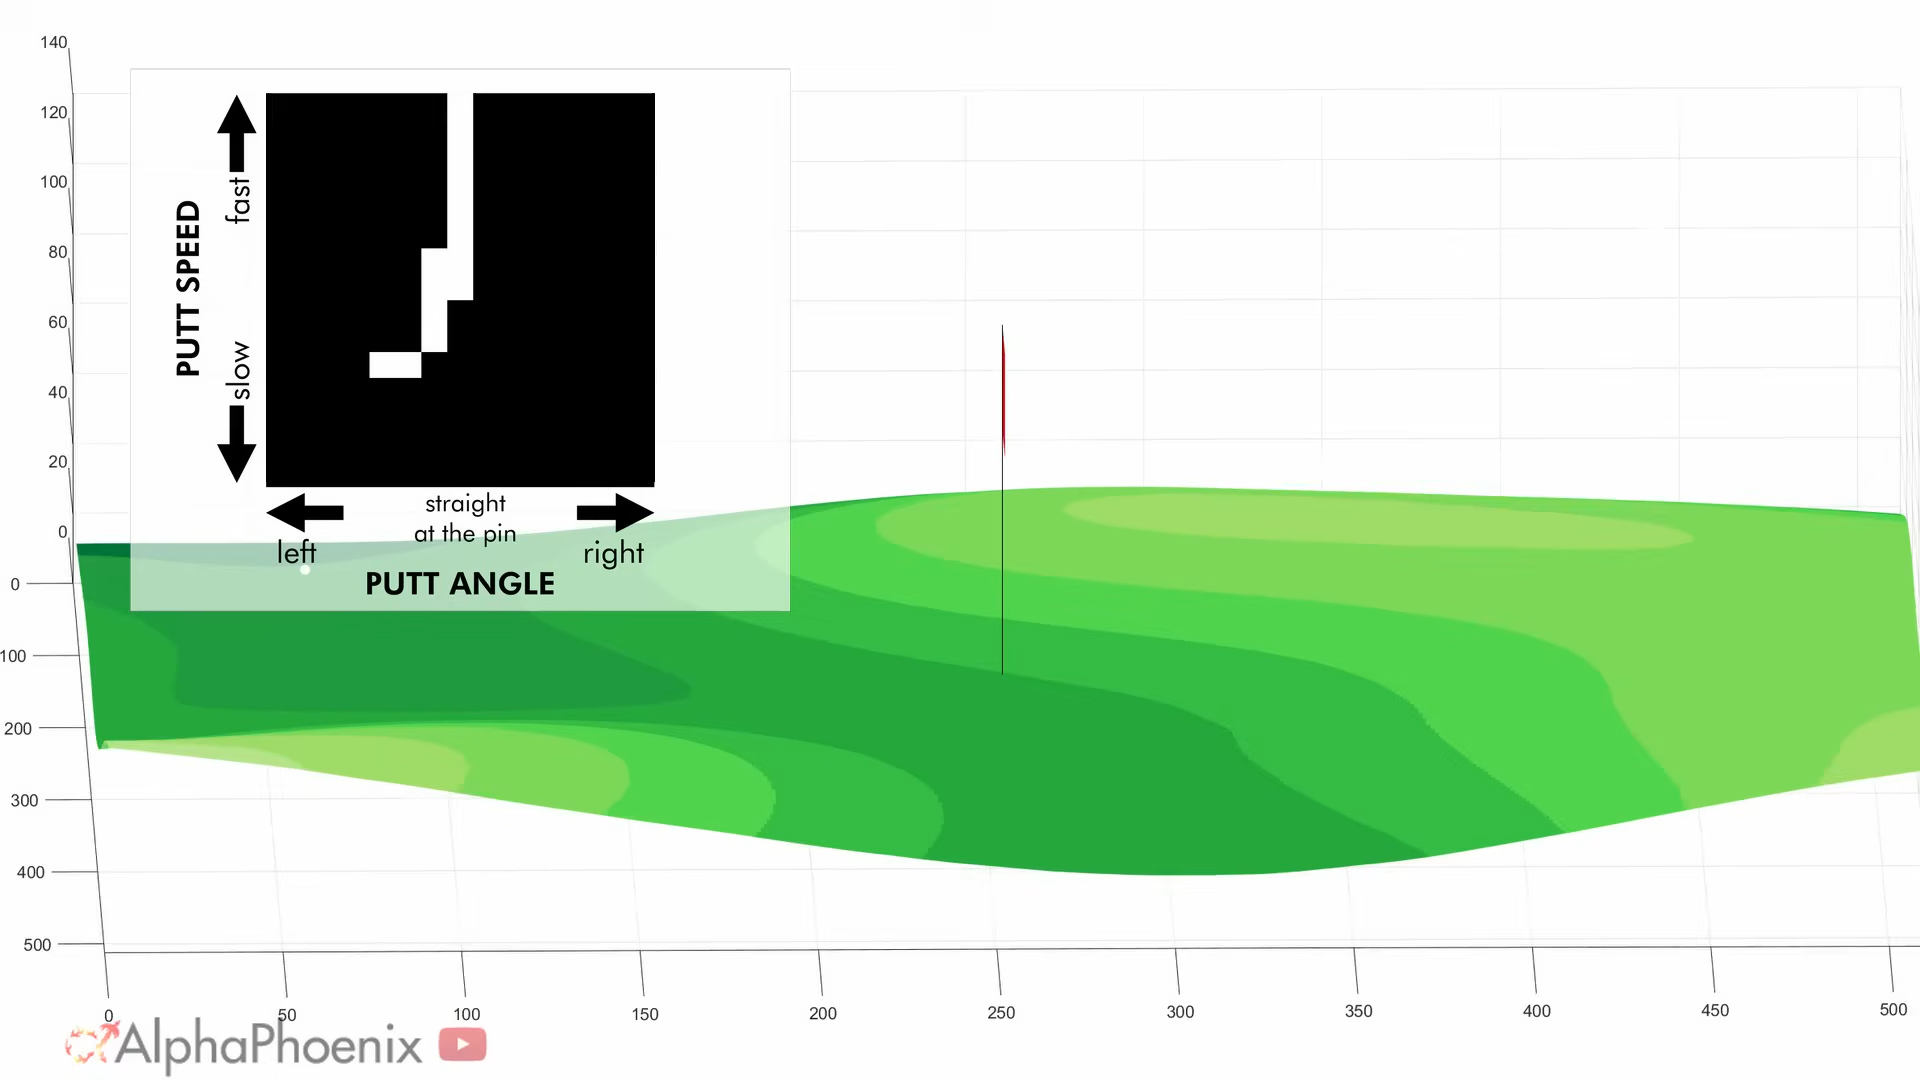 140
120
100
80
60
40
20
0
0
100
200
300
400
500
PUTT SPEED
fast
slow
straight
at the pin
left
right
PUTT ANGLE
0 50 100 150 200 250 300 350 400 450 500
AlphaPhoenix